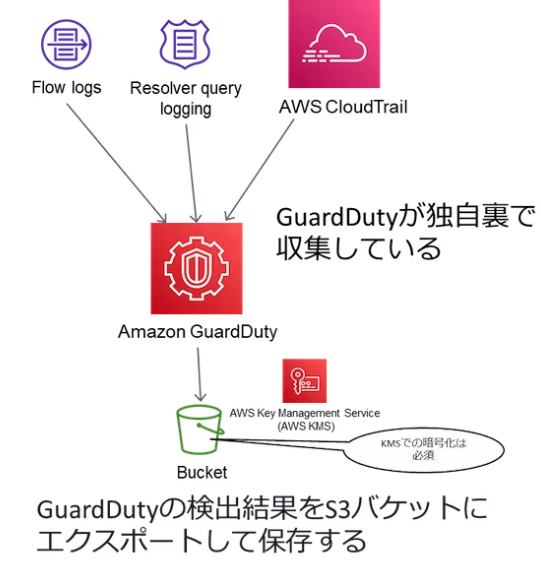 Flow logs
Resolver query
logging
AWS CloudTrail
GuardDutyが独自裏で
収集している
Amazon GuardDuty
AWS Key Management Service
(AWS KMS)
KMSでの暗号化は
必須
Bucket
GuardDutyの検出結果をS3バケットに
エクスポートして保存する